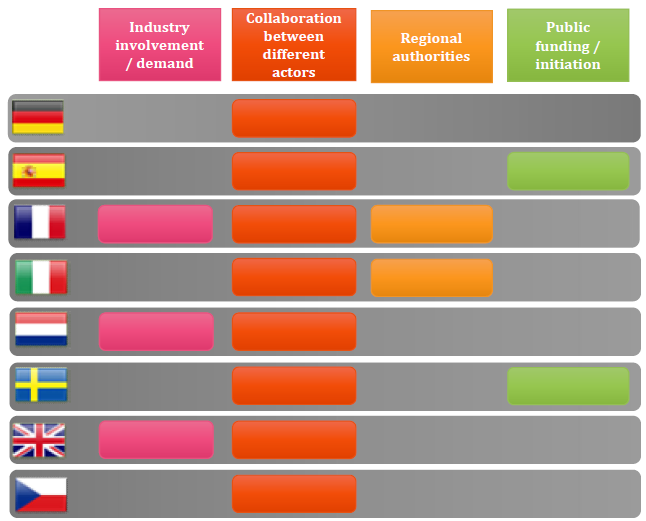 Industry
involvement
/ demand
Collaboration
between
different
actors
Regional
authorities
Public
funding /
initiation